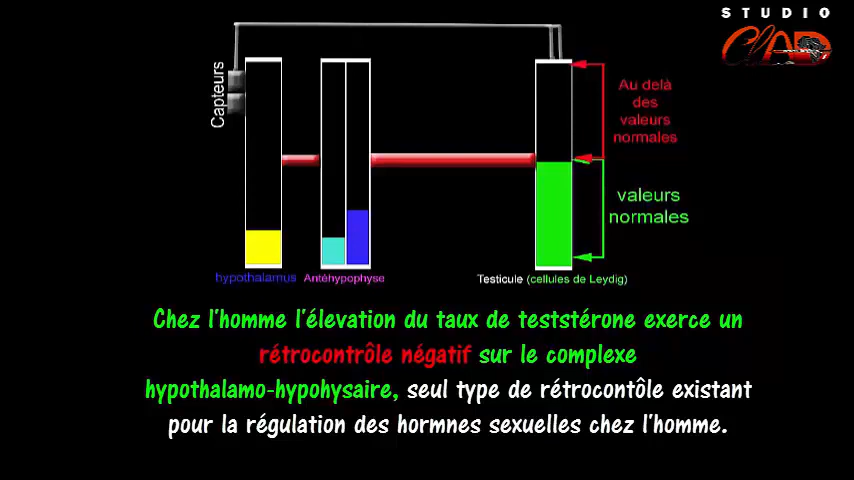 STUDIO
CLAP
Capteurs
Au delà
des
valeurs
normales
valeurs
normales
hypothalamus Antéhypophyse Testicule (cellules de Leydig)
Chez l'homme l'élevation du taux de teststérone exerce un
rétrocontrôle négatif sur le complexe
hypothalamo-hypohysaire, seul type de rétrocontôle existant
pour la régulation des hormnes sexuelles chez l'homme.